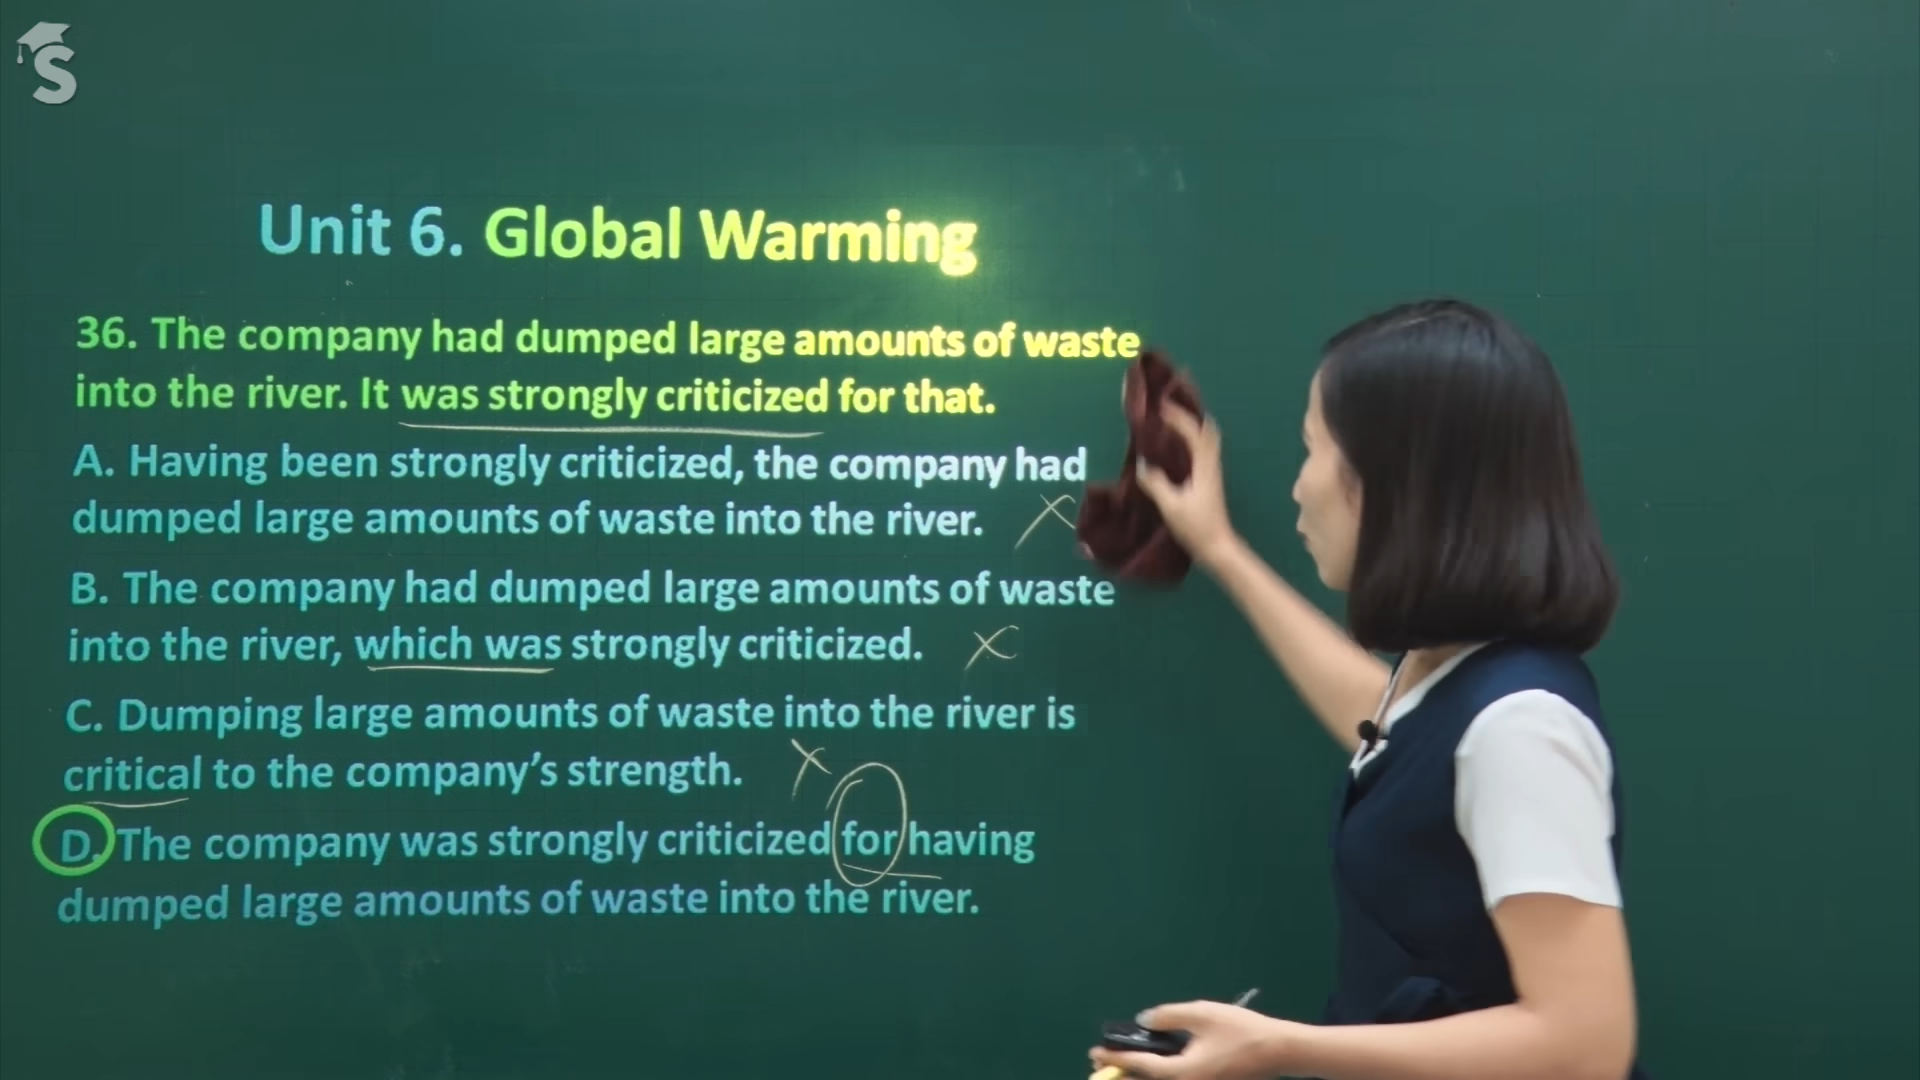 S
Unit 6. Global Warming
36. The company had dumped large amounts of waste
into the river. It was strongly criticized for that.
A. Having been strongly criticized, the company had
dumped large amounts of waste into the river.
B. The company had dumped large amounts of waste
into the river, which was strongly criticized.
C. Dumping large amounts of waste into the river is
critical to the company's strength.
D. The company was strongly criticized for having
dumped large amounts of waste into the river.